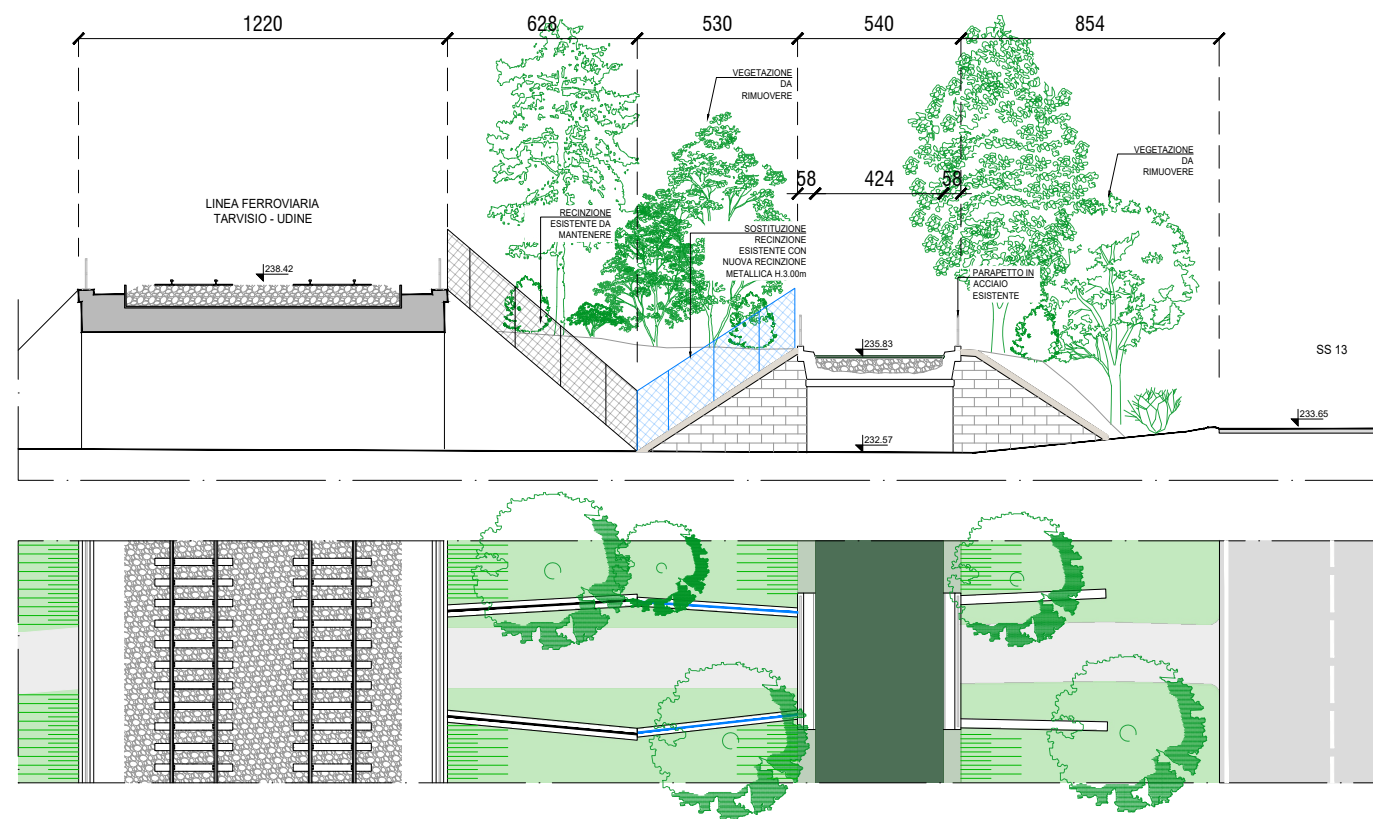 1220
628
530
540
854
VEGETAZIONE
DA
RIMUOVERE
VEGETAZIONE
DA
RIMUOVERE
58
424
58
LINEA FERROVIARIA
TARVISIO - UDINE
RECINZIONE
ESISTENTE DA
MANTENERE
SOSTITUZIONE
RECINZIONE
ESISTENTE CON
NUOVA RECINZIONE
METALLICA H.3.00m
238.42
PARAPETTO IN
ACCIAIO
ESISTENTE
235.83
SS 13
233.65
232.57